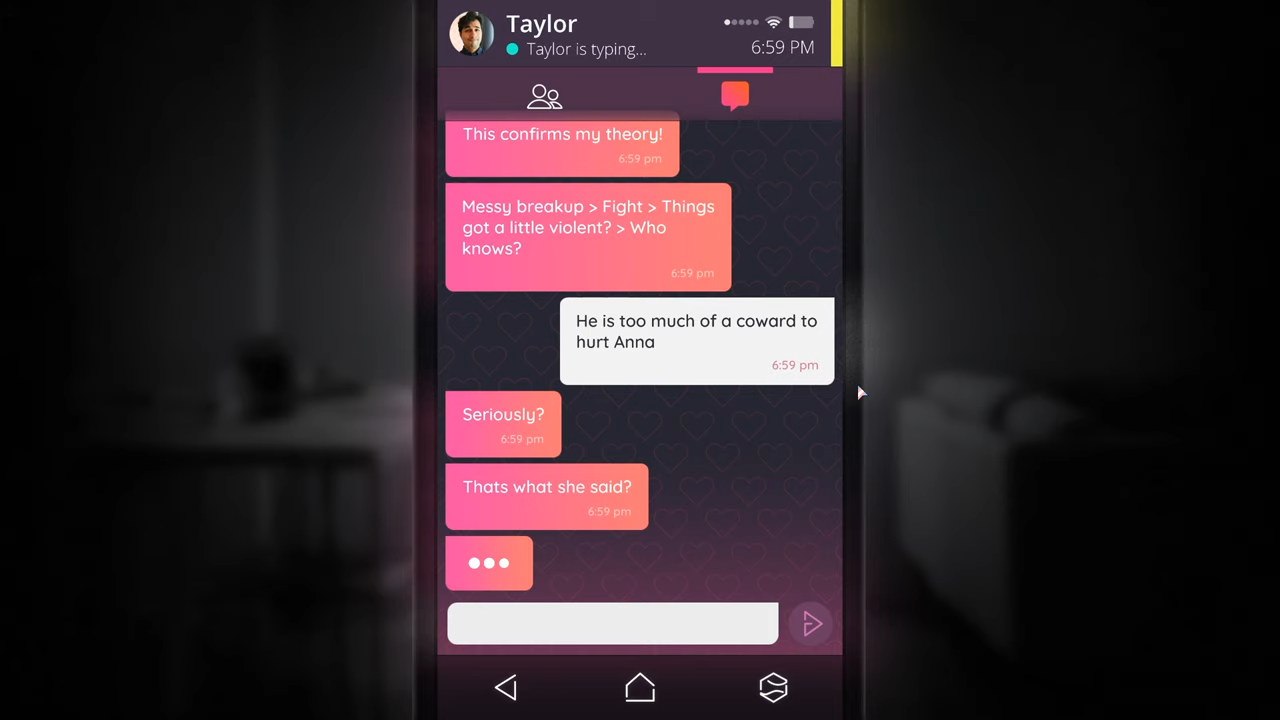 Taylor
Taylor is typing...
6:59 PM
This confirms my theory!
6:59 pm
Messy breakup > Fight > Things
got a little violent? > Who
knows?
6:59 pm
He is too much of a coward to
hurt Anna
6:59 pm
Seriously?
6:59 pm
Thats what she said?
6:59 pm